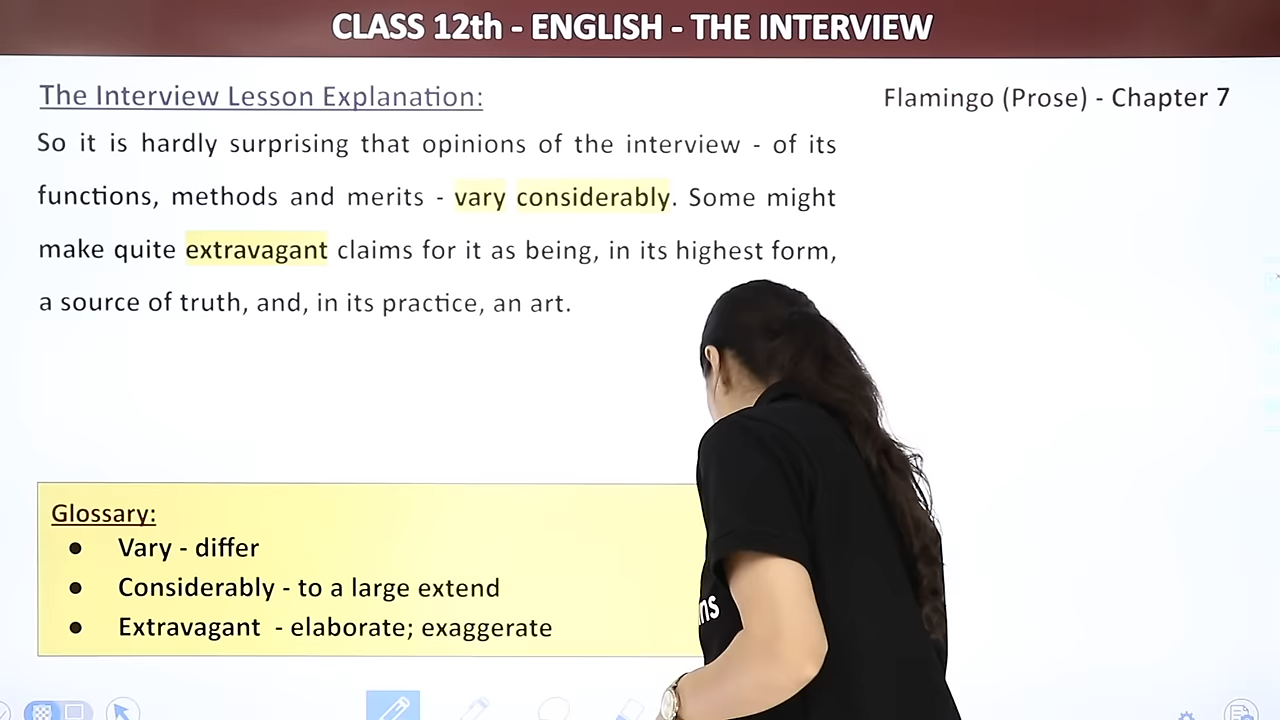 CLASS 12th - ENGLISH - THE INTERVIEW
The Interview Lesson Explanation:
Flamingo (Prose) - Chapter 7
So it is hardly surprising that opinions of the interview - of its
functions, methods and merits - vary considerably. Some might
make quite extravagant claims for it as being, in its highest form,
a source of truth, and, in its practice, an art.
Glossary:
● Vary - differ
● Considerably - to a large extend
● Extravagant - elaborate; exaggerate